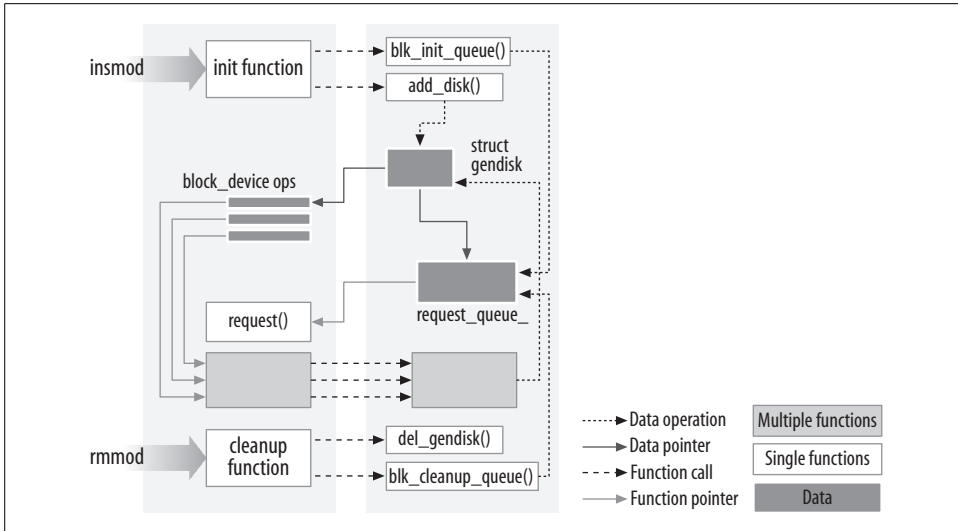 insmod
init function
blk_init_queue()
add_disk()
struct
gendisk
block_device ops
request_queue_
request()
rmmod
cleanup
function
del_gendisk()
blk_cleanup_queue()
Data operation
Data pointer
Function call
Function pointer
Multiple functions
Single functions
Data